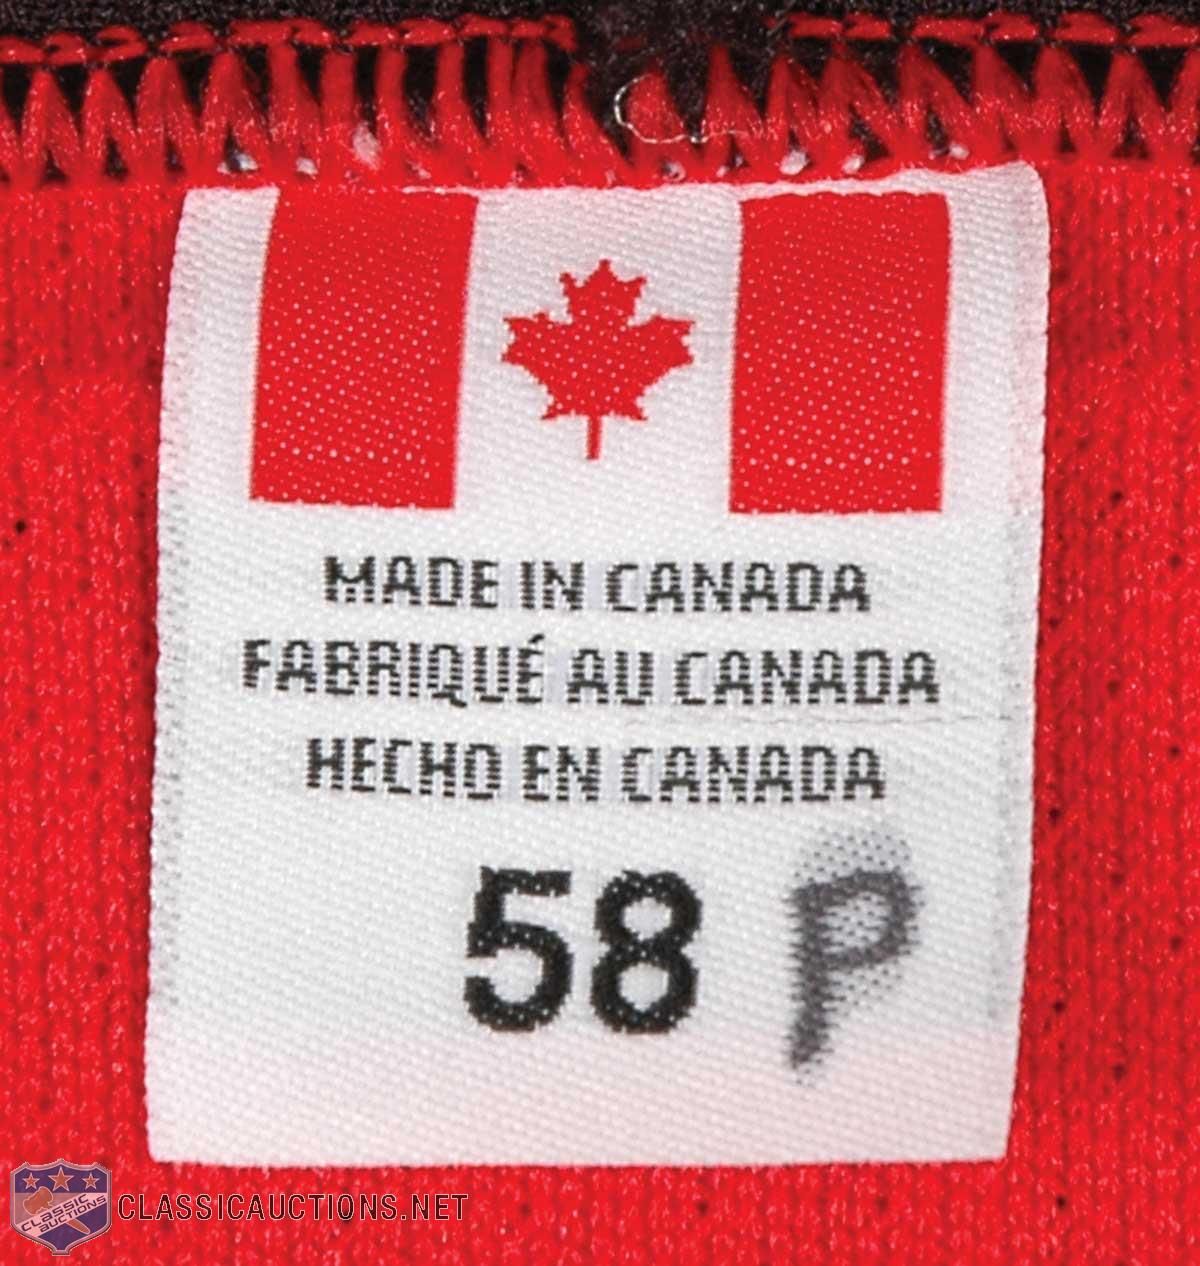 MADE IN CANADA
FABRIQUÉ AU CANADA
HECHO EN CANADA
58 P
CLASSIC AUCTIONS
CLASSICAUCTIONS.NET